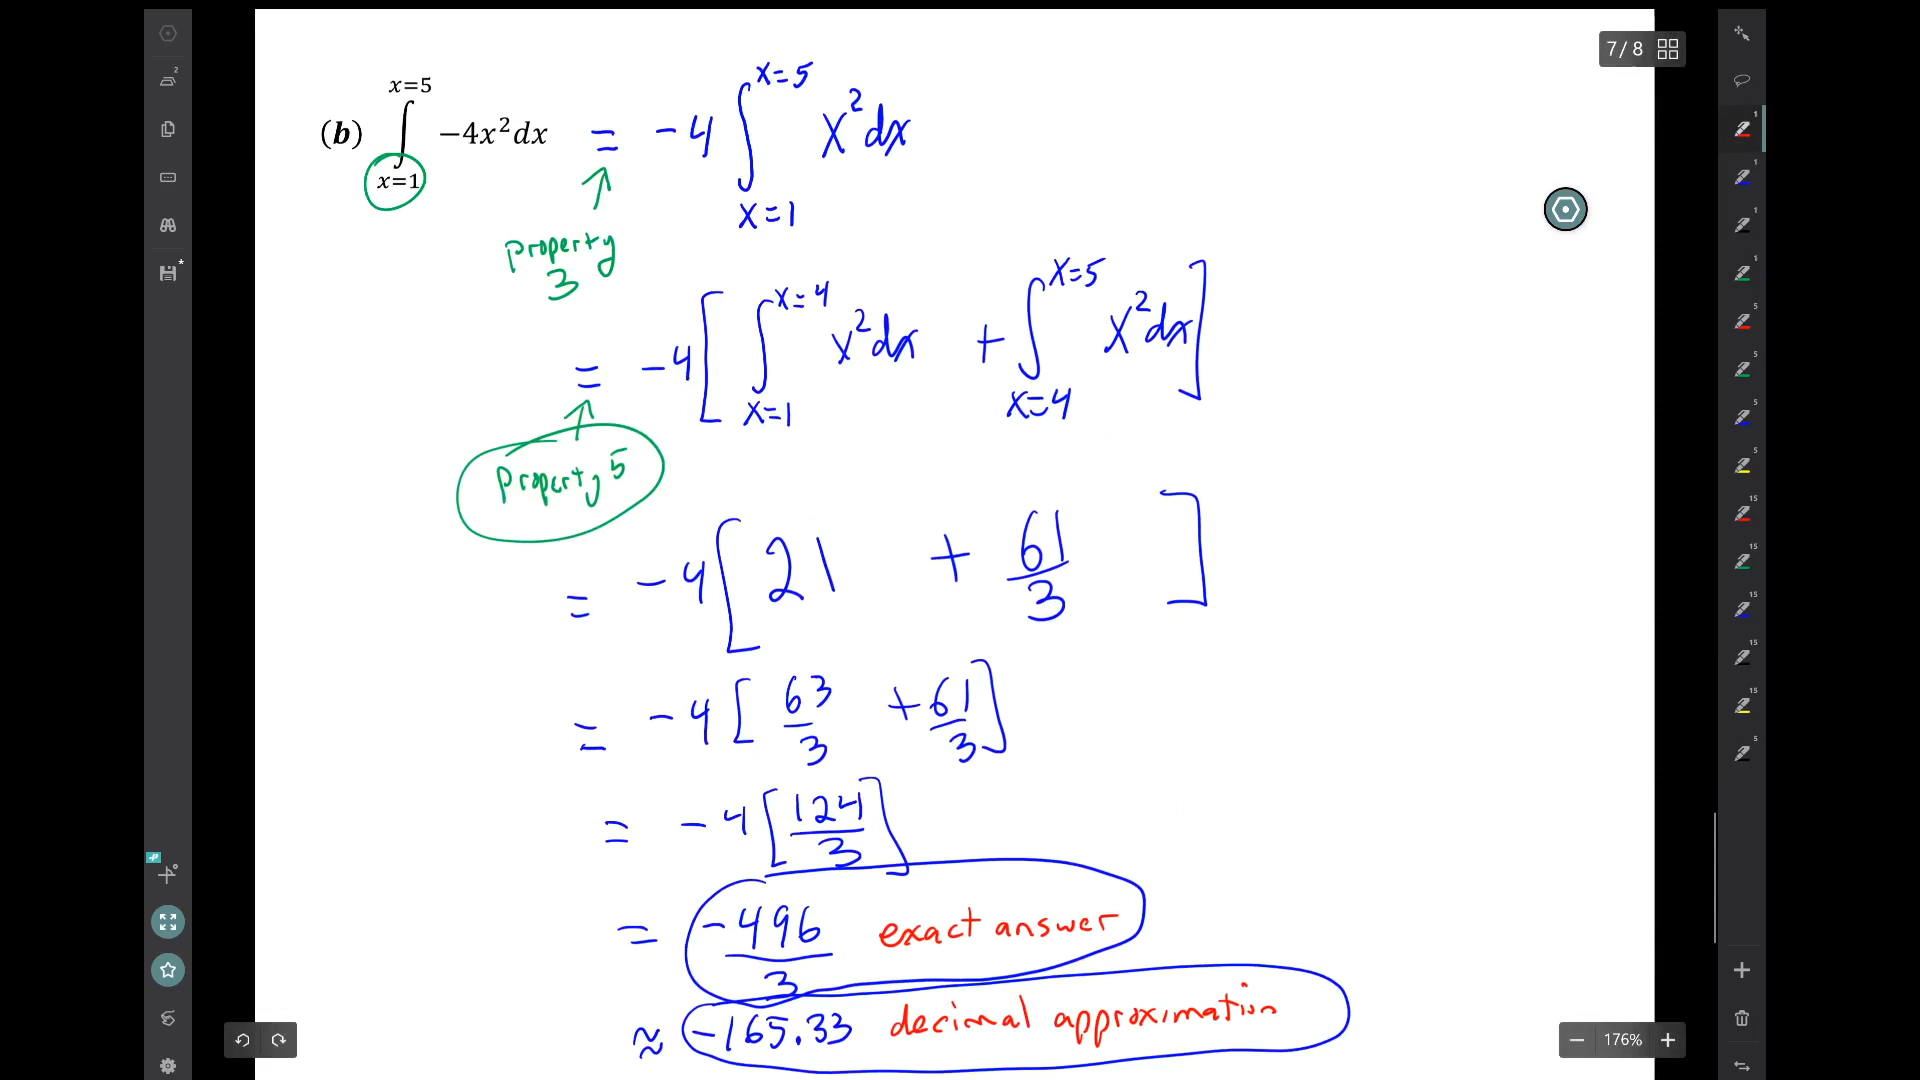 7/8
(b) ∫_{x=1}^{x=5} −4x²dx = −4 ∫_{x=1}^{x=5} x²dx
property
3
= −4[ ∫_{x=1}^{x=4} x²dx + ∫_{x=4}^{x=5} x²dx ]
Property 5
= −4[ 21 + 61/3 ]
= −4[ 63/3 + 61/3 ]
= −4[ 124/3 ]
= −496/3 exact answer
≈ −165.33 decimal approximation
176%